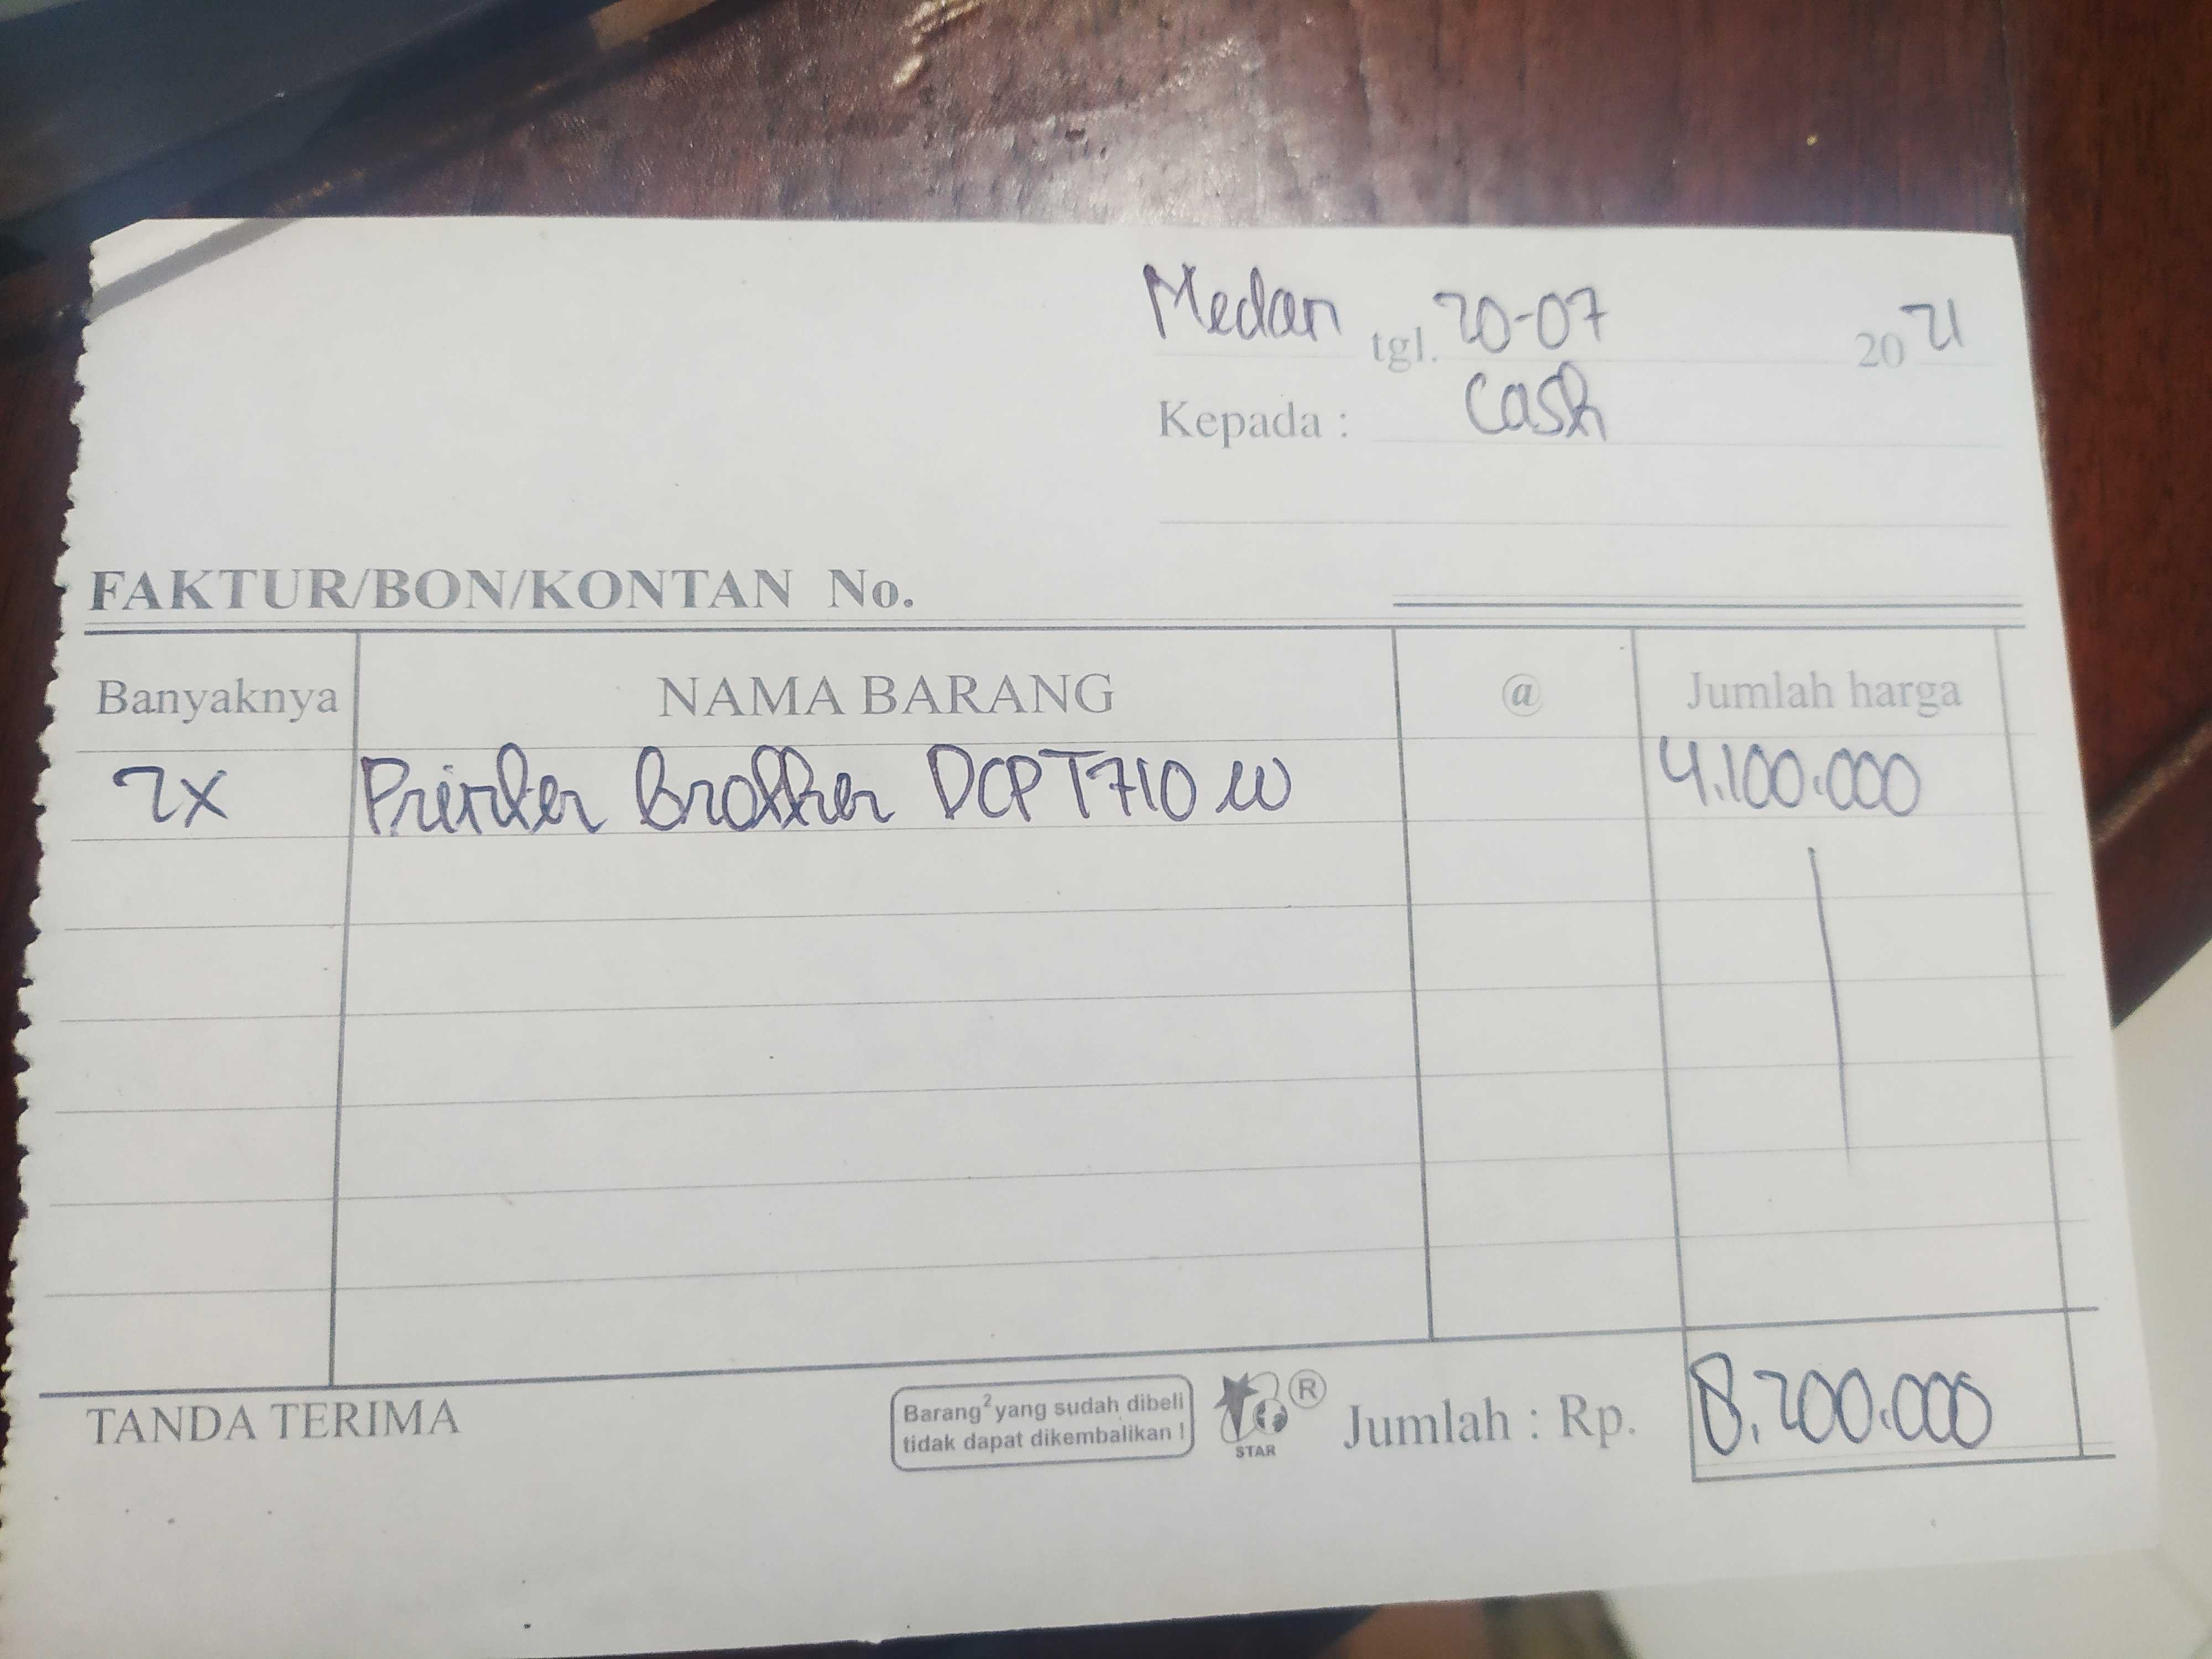 Medan tgl. 20-07 2021
Kepada : Cash
FAKTUR/BON/KONTAN No.
Banyaknya NAMA BARANG @ Jumlah harga
2x Printer Brother DCP T710 W 4.100.000
TANDA TERIMA
Barang² yang sudah dibeli
tidak dapat dikembalikan !
STAR ®
Jumlah : Rp. 8.200.000